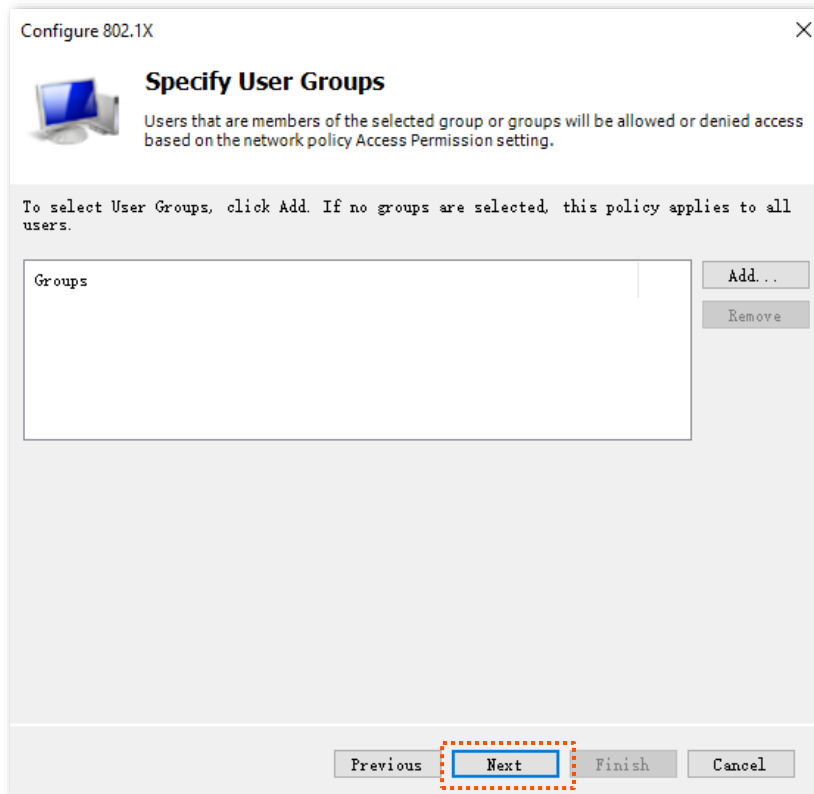 Configure 802.1X
Specify User Groups
Users that are members of the selected group or groups will be allowed or denied access
based on the network policy Access Permission setting.
To select User Groups, click Add. If no groups are selected, this policy applies to all
users.
Groups
Add...
Remove
Previous
Next
Finish
Cancel